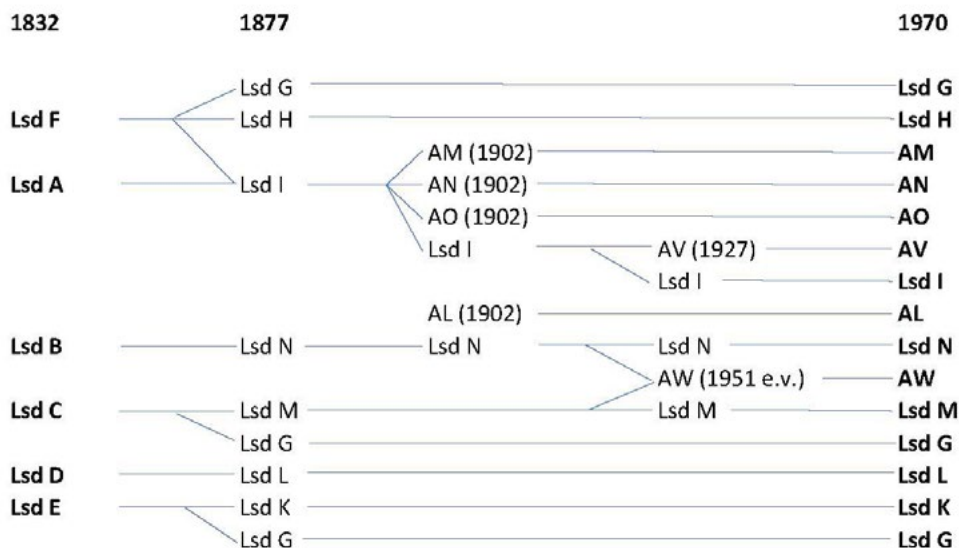 1832 1877 1970
Lsd G Lsd G
Lsd F Lsd H Lsd H
AM (1902) AM
Lsd A Lsd I AN (1902) AN
AO (1902) AO
Lsd I AV (1927) AV
Lsd I Lsd I
AL (1902) AL
Lsd B Lsd N Lsd N Lsd N Lsd N
AW (1951 e.v.) AW
Lsd C Lsd M Lsd M Lsd M
Lsd G Lsd G
Lsd D Lsd L Lsd L
Lsd E Lsd K Lsd K
Lsd G Lsd G